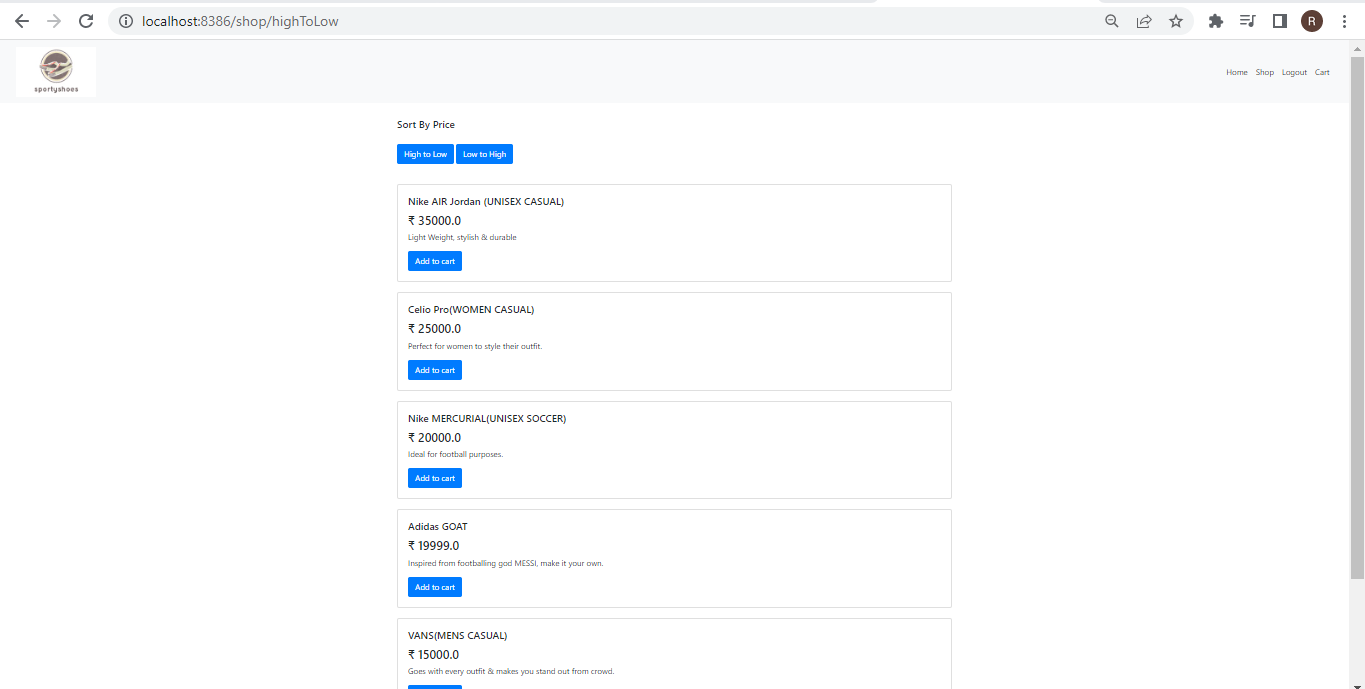 localhost:8386/shop/highToLow
R
sportyshoes
Home Shop Logout Cart
Sort By Price
High to Low Low to High
Nike AIR Jordan (UNISEX CASUAL)
₹ 35000.0
Light Weight, stylish & durable
Add to cart
Celio Pro(WOMEN CASUAL)
₹ 25000.0
Perfect for women to style their outfit.
Add to cart
Nike MERCURIAL(UNISEX SOCCER)
₹ 20000.0
Ideal for football purposes.
Add to cart
Adidas GOAT
₹ 19999.0
Inspired from footballing god MESSI, make it your own.
Add to cart
VANS(MENS CASUAL)
₹ 15000.0
Goes with every outfit & makes you stand out from crowd.